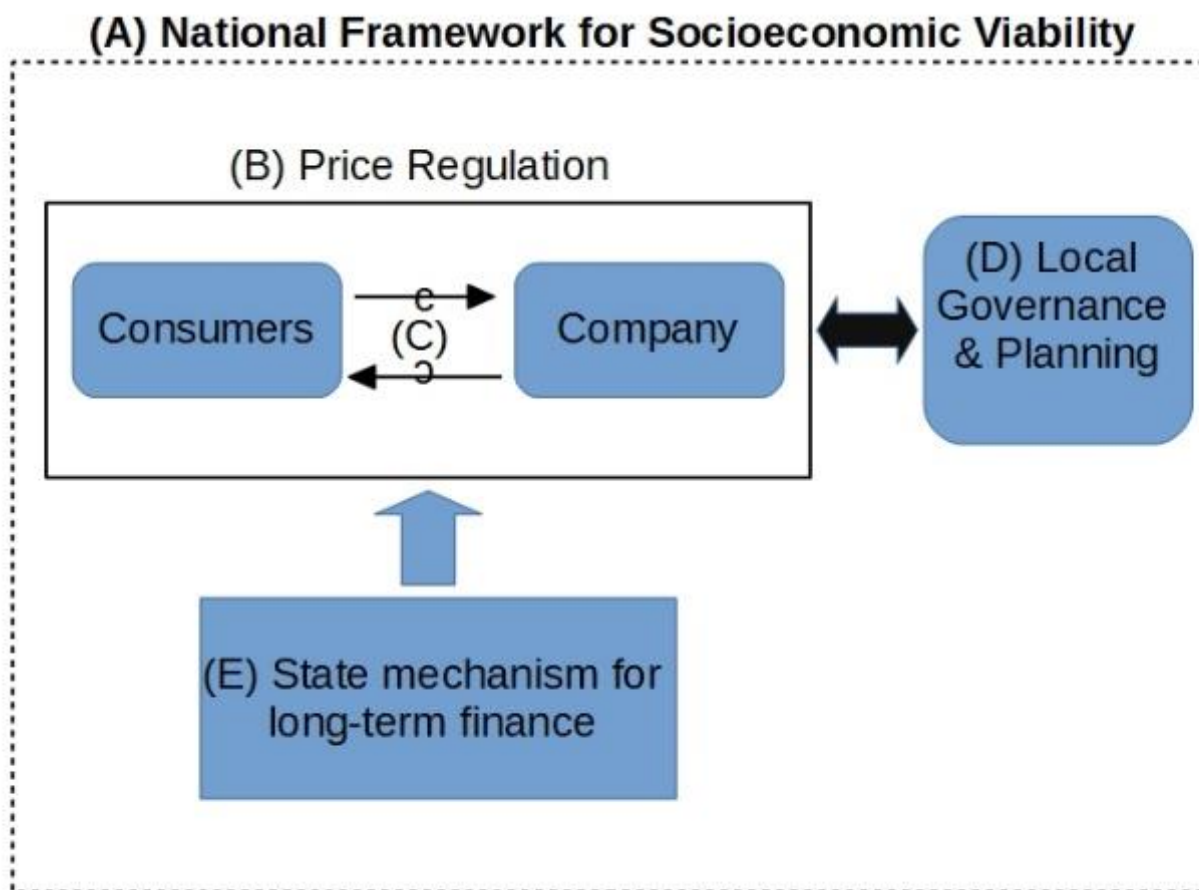 (A) National Framework for Socioeconomic Viability
(B) Price Regulation
Consumers
c
(C)
ɔ
Company
(D) Local
Governance
& Planning
(E) State mechanism for
long-term finance